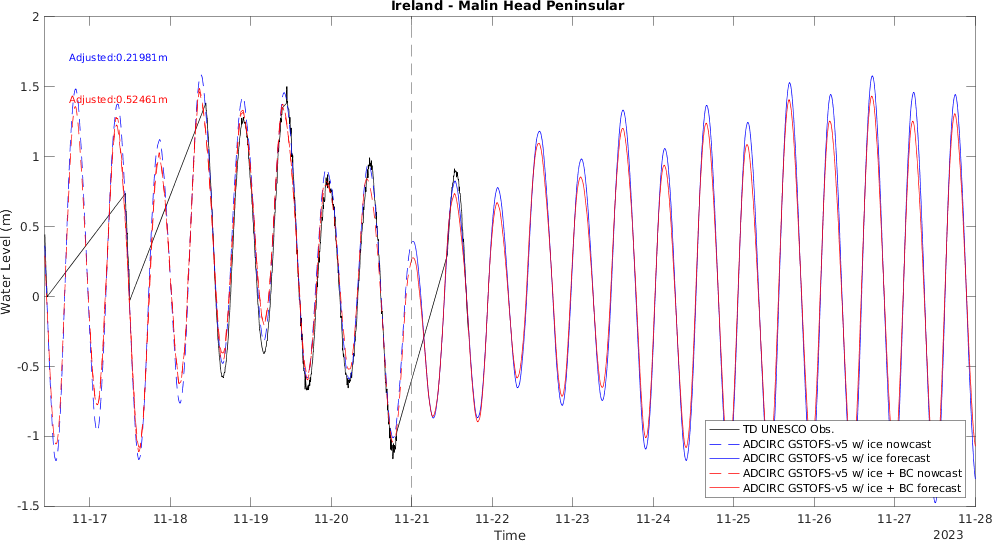 Ireland - Malin Head Peninsular
2
1.5
1
0.5
0
-0.5
-1
-1.5
Water Level (m)
Adjusted:0.21981m
Adjusted:0.52461m
TD UNESCO Obs.
ADCIRC GSTOFS-v5 w/ ice nowcast
ADCIRC GSTOFS-v5 w/ ice forecast
ADCIRC GSTOFS-v5 w/ ice + BC nowcast
ADCIRC GSTOFS-v5 w/ ice + BC forecast
11-17 11-18 11-19 11-20 11-21 11-22 11-23 11-24 11-25 11-26 11-27 11-28
Time
2023